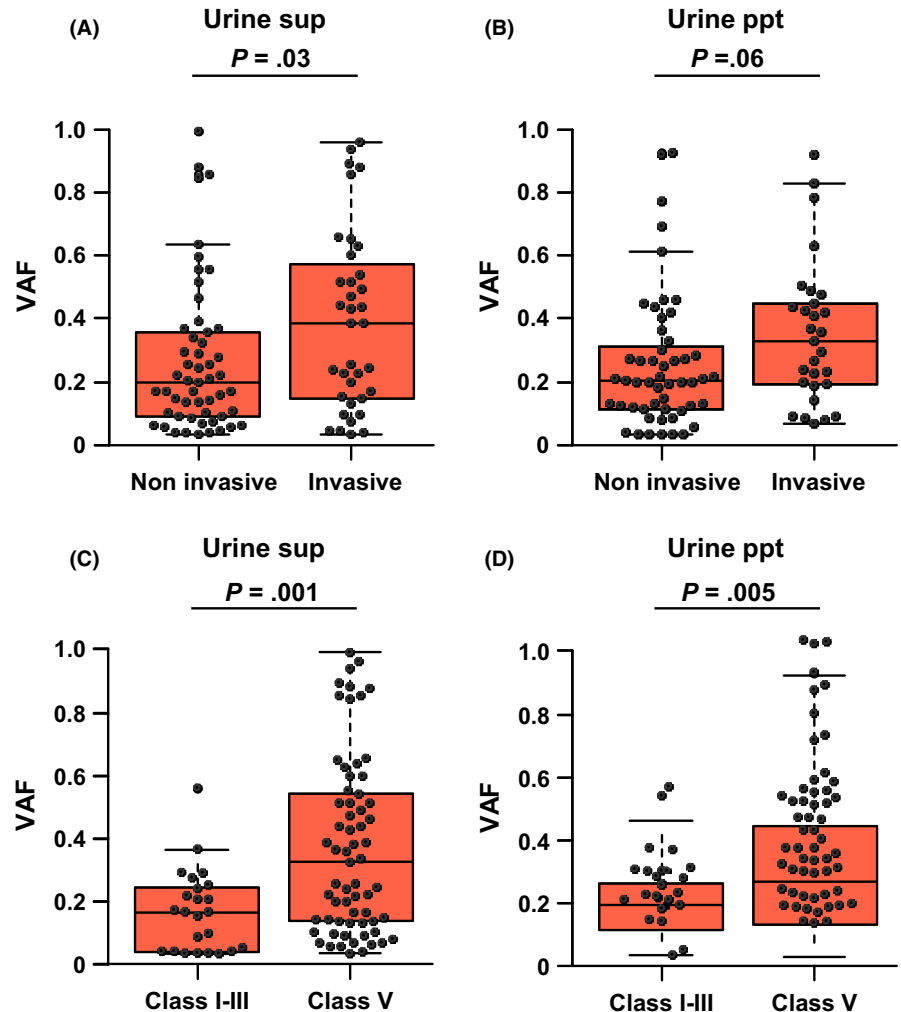 (A)
Urine sup
P = .03
VAF
1.0
0.8
0.6
0.4
0.2
0
Non invasive
Invasive
(B)
Urine ppt
P =.06
VAF
1.0
0.8
0.6
0.4
0.2
0
Non invasive
Invasive
(C)
Urine sup
P = .001
VAF
1.0
0.8
0.6
0.4
0.2
0
Class I-III
Class V
(D)
Urine ppt
P = .005
VAF
1.0
0.8
0.6
0.4
0.2
0
Class I-III
Class V